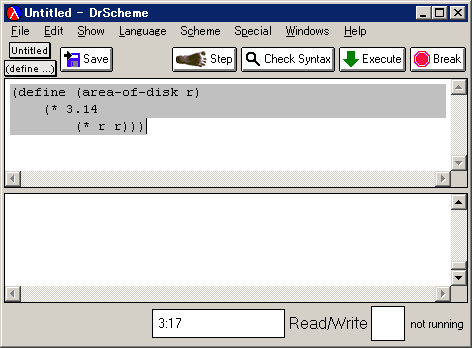 Untitled - DrScheme
File Edit Show Language Scheme Special Windows Help
Untitled
(define ...)
Save
Step
Check Syntax
Execute
Break
(define (area-of-disk r)
    (* 3.14
        (* r r)))
3:17
Read/Write
not running